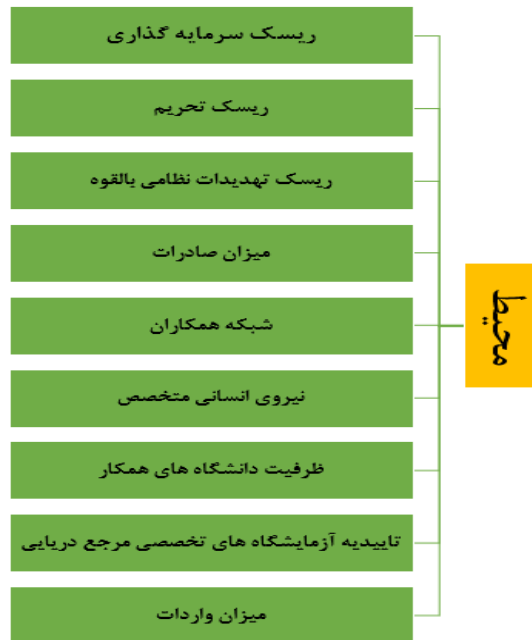 محیط
ریسک سرمایه گذاری
ریسک تحریم
ریسک تهدیدات نظامی بالقوه
میزان صادرات
شبکه همکاران
نیروی انسانی متخصص
ظرفیت دانشگاه های همکار
تاییدیه آزمایشگاه های تخصصی مرجع دریایی
میزان واردات